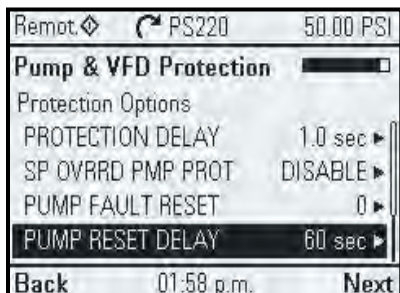 Remot. PS220 50.00 PSI
Pump & VFD Protection
Protection Options
PROTECTION DELAY 1.0 sec
SP OVRRD PMP PROT DISABLE
PUMP FAULT RESET 0
PUMP RESET DELAY 60 sec
Back 01:58 p.m. Next